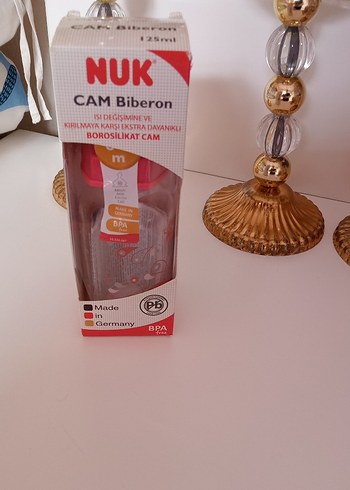 CAM Biberon
125ml
NUK
CAM Biberon
ISI DEĞİŞİMİNE VE
KIRILMAYA KARŞI EKSTRA DAYANIKLI
BOROSİLİKAT CAM
m
BPA
Made
in
Germany
BPA
free